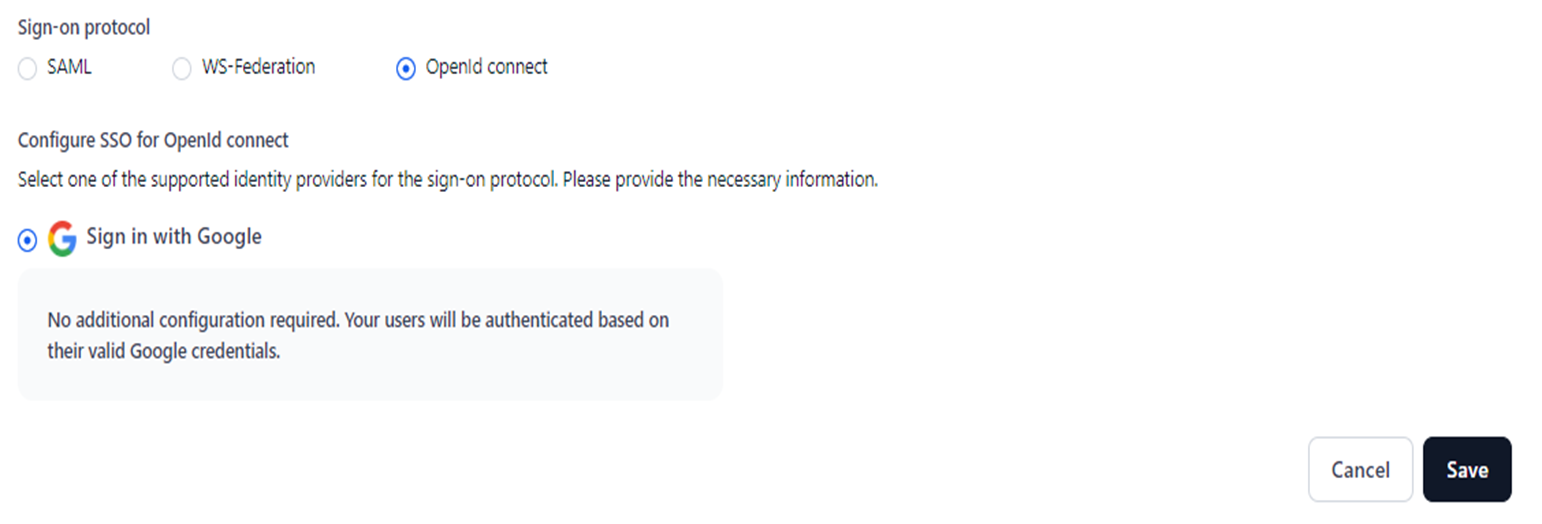 Sign-on protocol
SAML WS-Federation OpenId connect
Configure SSO for OpenId connect
Select one of the supported identity providers for the sign-on protocol. Please provide the necessary information.
Sign in with Google
No additional configuration required. Your users will be authenticated based on
their valid Google credentials.
Cancel Save